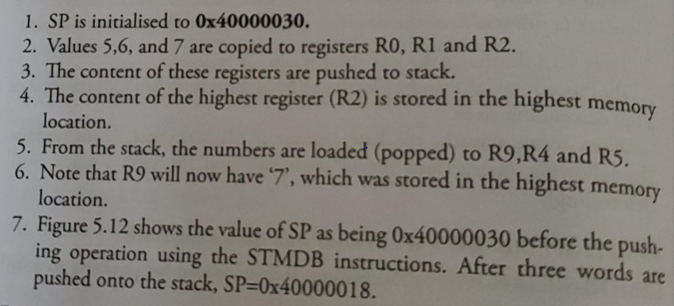 1. SP is initialised to 0x40000030.
2. Values 5,6, and 7 are copied to registers R0, R1 and R2.
3. The content of these registers are pushed to stack.
4. The content of the highest register (R2) is stored in the highest memory
location.
5. From the stack, the numbers are loaded (popped) to R9,R4 and R5.
6. Note that R9 will now have ‘7’, which was stored in the highest memory
location.
7. Figure 5.12 shows the value of SP as being 0x40000030 before the push-
ing operation using the STMDB instructions. After three words are
pushed onto the stack, SP=0x40000018.